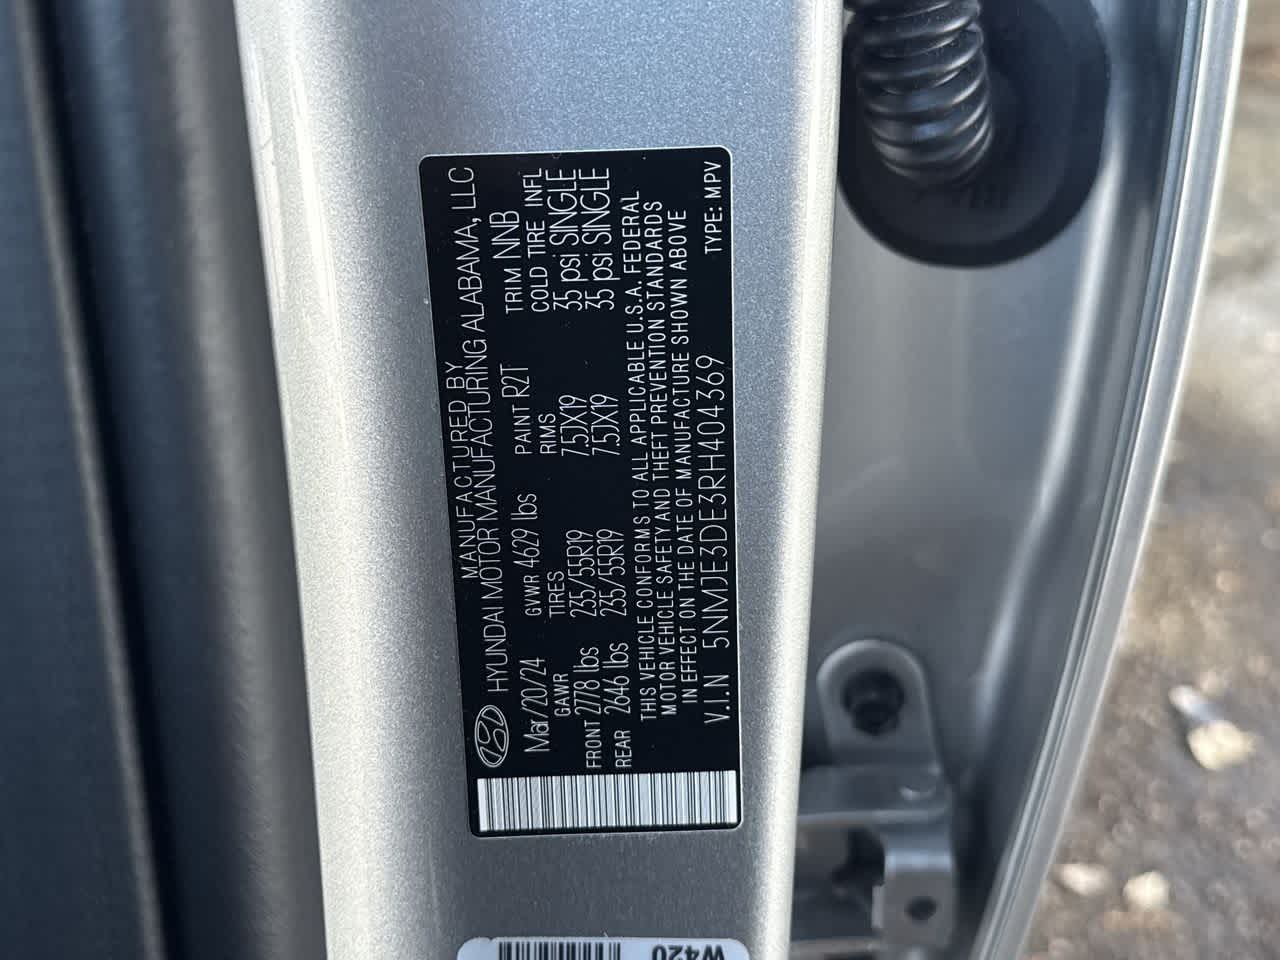 MANUFACTURED BY
HYUNDAI MOTOR MANUFACTURING ALABAMA, LLC
Mar/20/24 GVWR 4629 lbs PAINT R2T TRIM NNB
GAWR TIRES RIMS COLD TIRE INFL
FRONT 2778 lbs 235/55R19 7.5JX19 35 psi SINGLE
REAR 2646 lbs 235/55R19 7.5JX19 35 psi SINGLE
THIS VEHICLE CONFORMS TO ALL APPLICABLE U.S.A. FEDERAL
MOTOR VEHICLE SAFETY AND THEFT PREVENTION STANDARDS
IN EFFECT ON THE DATE OF MANUFACTURE SHOWN ABOVE
V.I.N 5NMJE3DE3RH404369 TYPE: MPV
W420